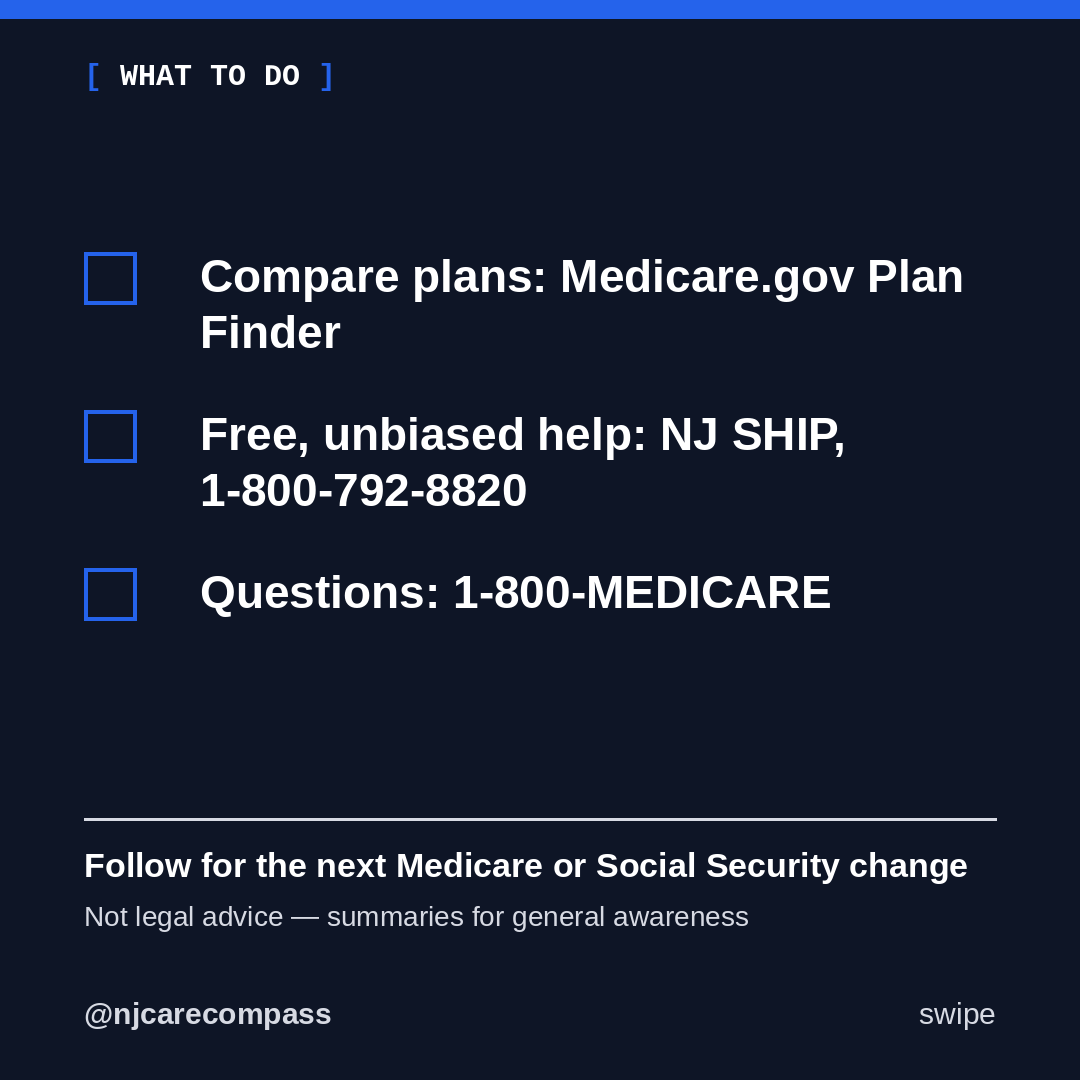 [ WHAT TO DO ]
Compare plans: Medicare.gov Plan
Finder
Free, unbiased help: NJ SHIP,
1-800-792-8820
Questions: 1-800-MEDICARE
Follow for the next Medicare or Social Security change
Not legal advice — summaries for general awareness
@njcarecompass
swipe